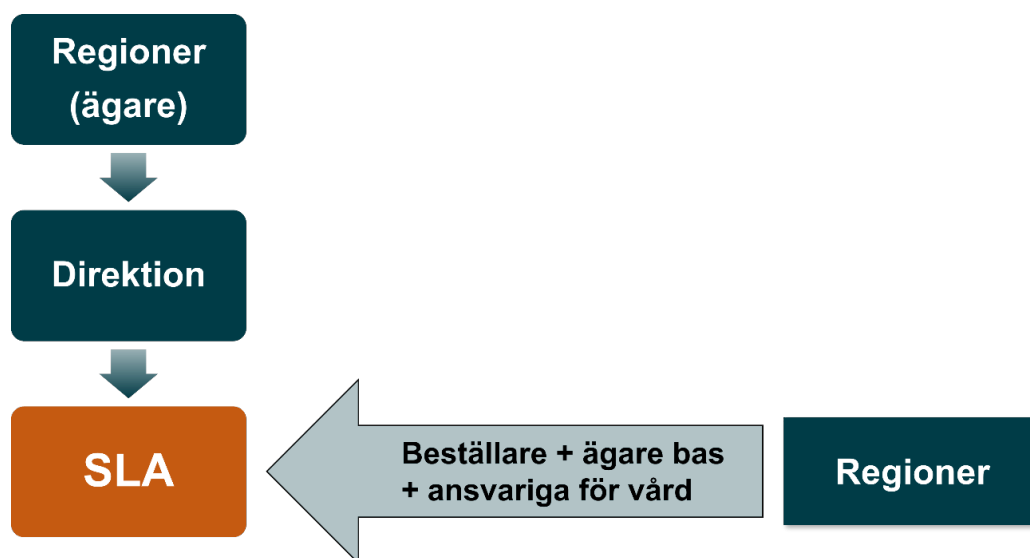 Regioner
(ägare)
Direktion
SLA
Beställare + ägare bas
+ ansvariga för vård
Regioner